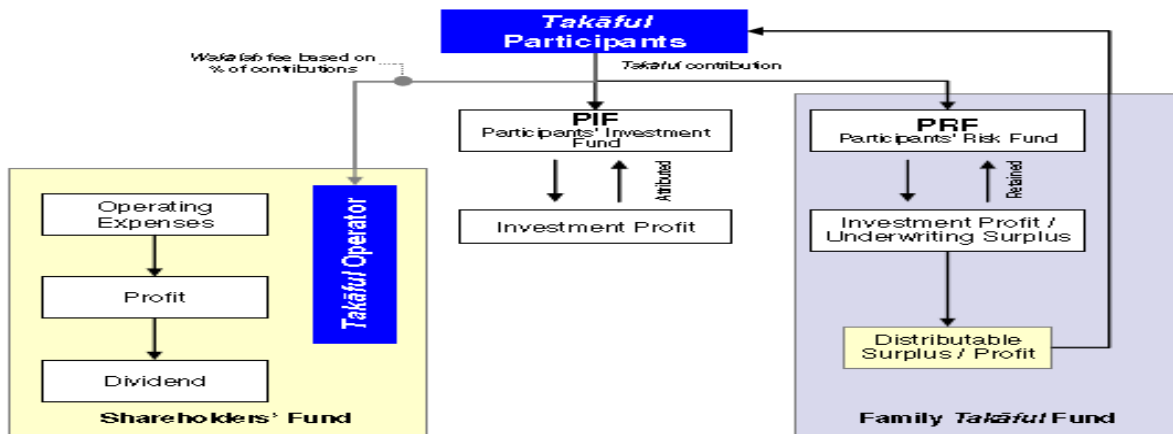 Takāful
Participants
Wakālah fee based on
% of contributions
Takāful contribution
PIF
Participants' Investment
Fund
PRF
Participants' Risk Fund
Attributed
Retained
Operating
Expenses
Takāful Operator
Investment Profit
Investment Profit /
Underwriting Surplus
Profit
Distributable
Surplus / Profit
Dividend
Shareholders' Fund
Family Takāful Fund